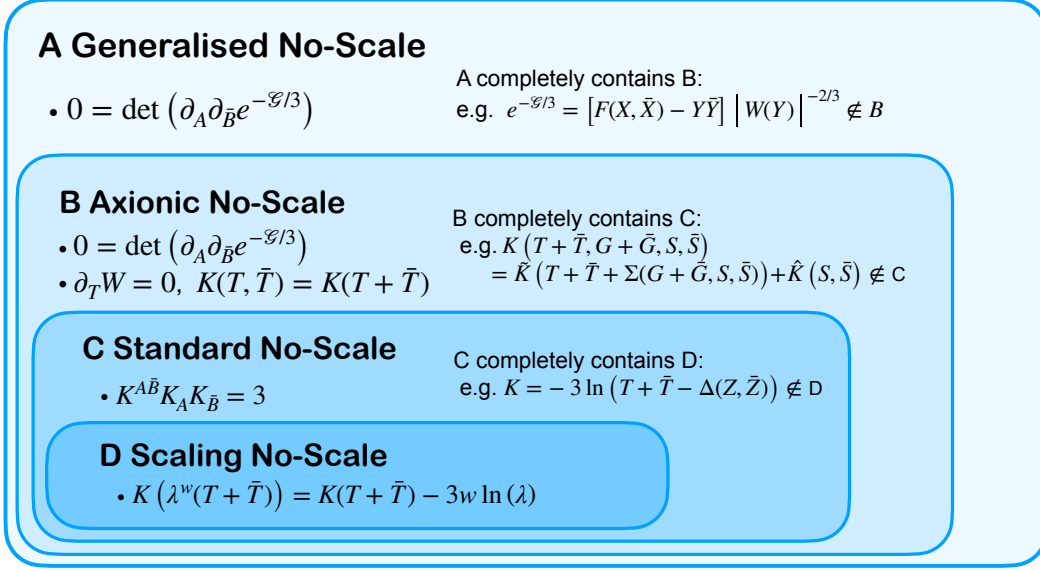 A Generalised No-Scale
• 0 = det (∂_A ∂_B̄ e^{−𝒢/3})
A completely contains B:
e.g. e^{−𝒢/3} = [F(X, X̄) − YȲ] |W(Y)|^{−2/3} ∉ B
B Axionic No-Scale
• 0 = det (∂_A ∂_B̄ e^{−𝒢/3})
• ∂_T W = 0, K(T, T̄) = K(T + T̄)
B completely contains C:
e.g. K (T + T̄, G + Ḡ, S, S̄)
= K̃ (T + T̄ + Σ(G + Ḡ, S, S̄)) + K̂ (S, S̄) ∉ C
C Standard No-Scale
• K^{AB̄} K_A K_B̄ = 3
C completely contains D:
e.g. K = − 3 ln (T + T̄ − Δ(Z, Z̄)) ∉ D
D Scaling No-Scale
• K (λ^w (T + T̄)) = K(T + T̄) − 3w ln (λ)